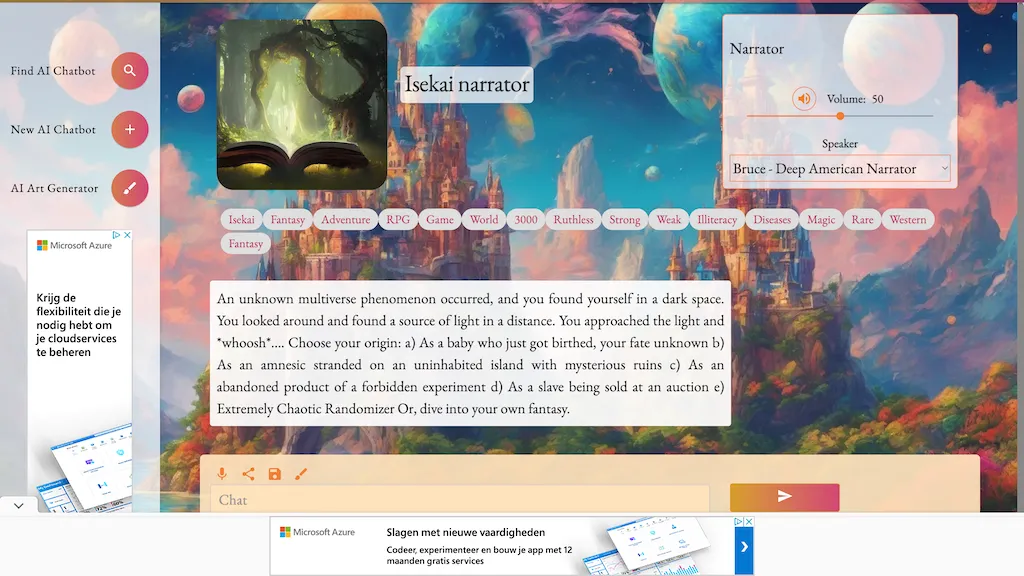 Find AI Chatbot
New AI Chatbot
AI Art Generator
Microsoft Azure
Krijg de
flexibiliteit die je
nodig hebt om
je cloudservices
te beheren
Isekai narrator
Narrator
Volume: 50
Speaker
Bruce - Deep American Narrator
Isekai Fantasy Adventure RPG Game World 3000 Ruthless Strong Weak Illiteracy Diseases Magic Rare Western
Fantasy
An unknown multiverse phenomenon occurred, and you found yourself in a dark space.
You looked around and found a source of light in a distance. You approached the light and
*whoosh*.... Choose your origin: a) As a baby who just got birthed, your fate unknown b)
As an amnesic stranded on an uninhabited island with mysterious ruins c) As an
abandoned product of a forbidden experiment d) As a slave being sold at an auction e)
Extremely Chaotic Randomizer Or, dive into your own fantasy.
Chat
Microsoft Azure
Slagen met nieuwe vaardigheden
Codeer, experimenteer en bouw je app met 12
maanden gratis services